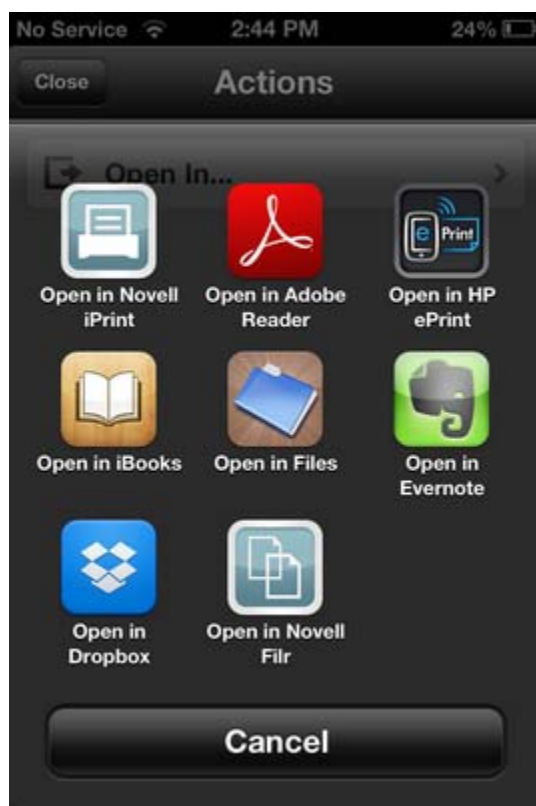 No Service 2:44 PM 24%
Close Actions
Open In...
e Print
Open in Novell iPrint
Open in Adobe Reader
Open in HP ePrint
Open in iBooks
Open in Files
Open in Evernote
Open in Dropbox
Open in Novell Filr
Cancel